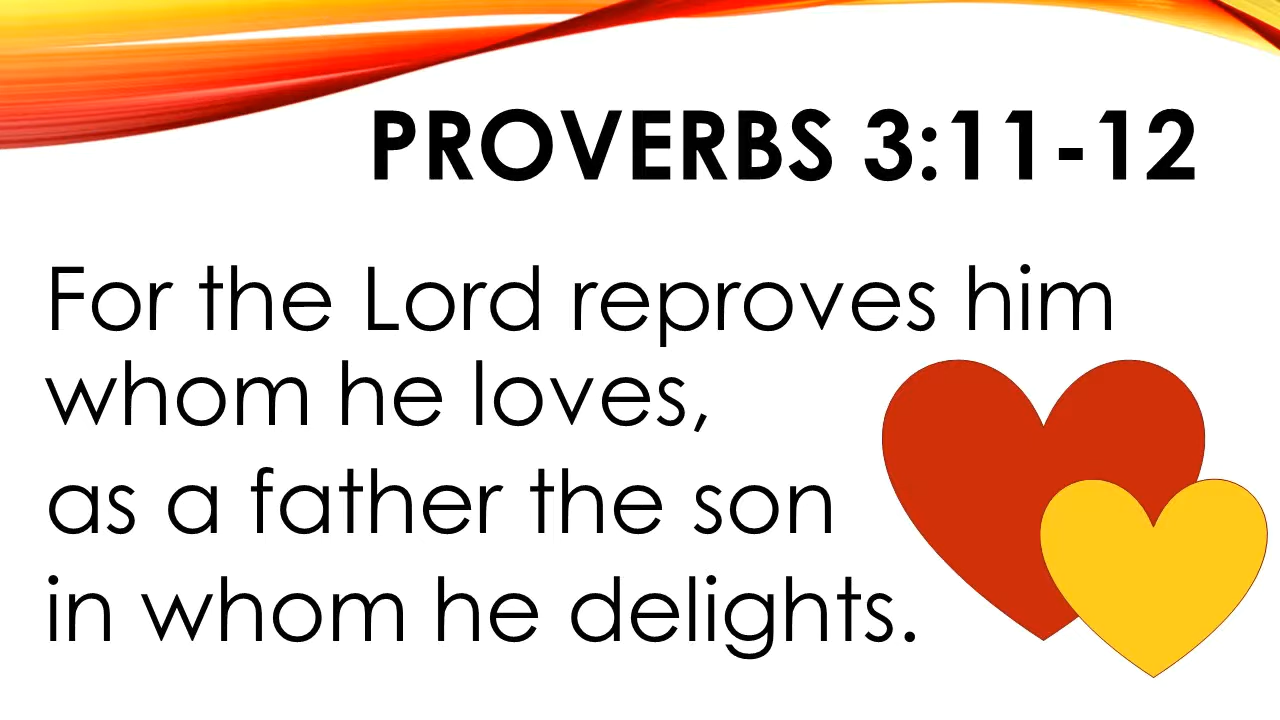 PROVERBS 3:11-12
For the Lord reproves him
whom he loves,
as a father the son
in whom he delights.